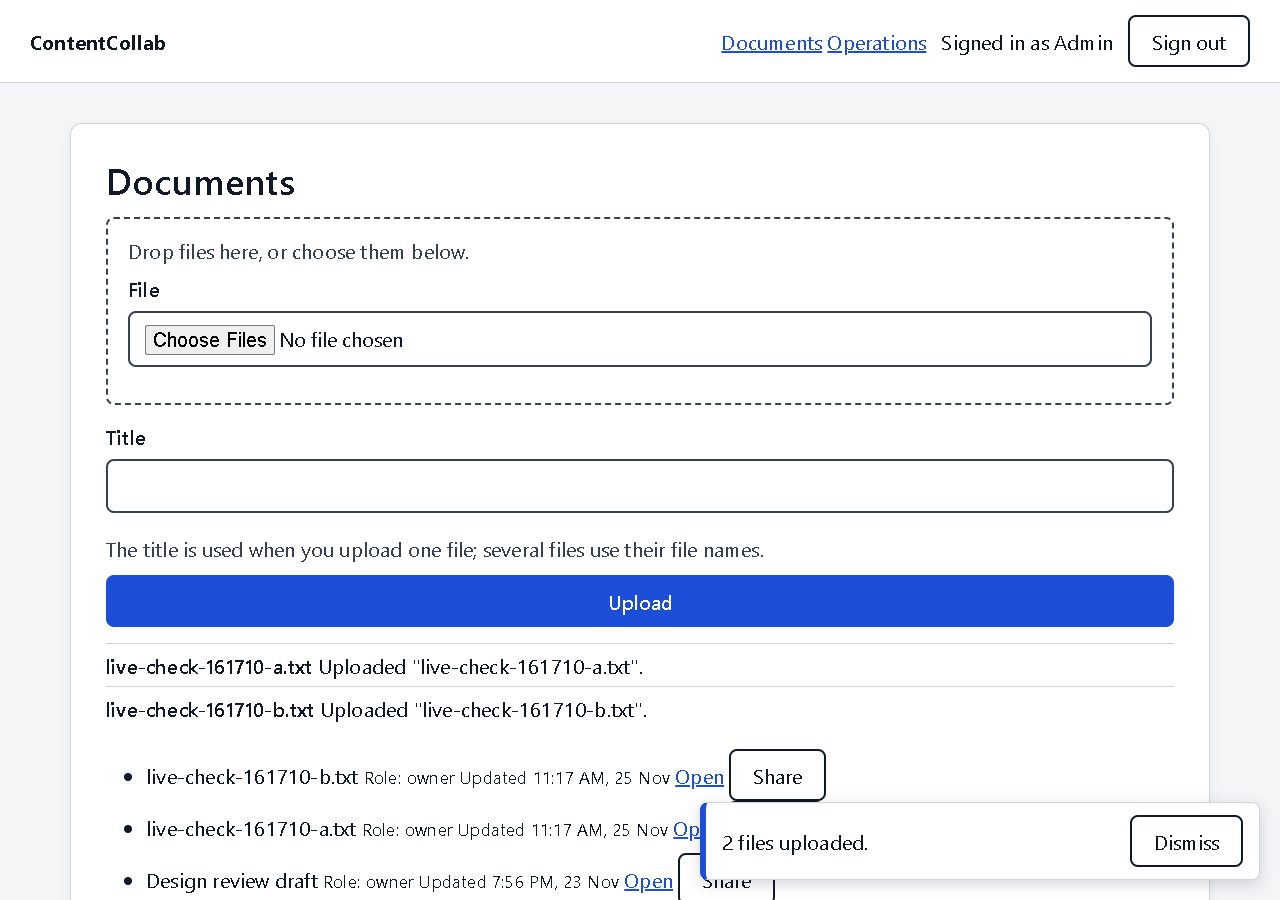 ContentCollab Documents Operations Signed in as Admin Sign out
Documents
Drop files here, or choose them below.
File
Choose Files No file chosen
Title
The title is used when you upload one file; several files use their file names.
Upload
live-check-161710-a.txt Uploaded "live-check-161710-a.txt".
live-check-161710-b.txt Uploaded "live-check-161710-b.txt".
live-check-161710-b.txt Role: owner Updated 11:17 AM, 25 Nov Open Share
live-check-161710-a.txt Role: owner Updated 11:17 AM, 25 Nov
2 files uploaded. Dismiss
Design review draft Role: owner Updated 7:56 PM, 23 Nov Open Share